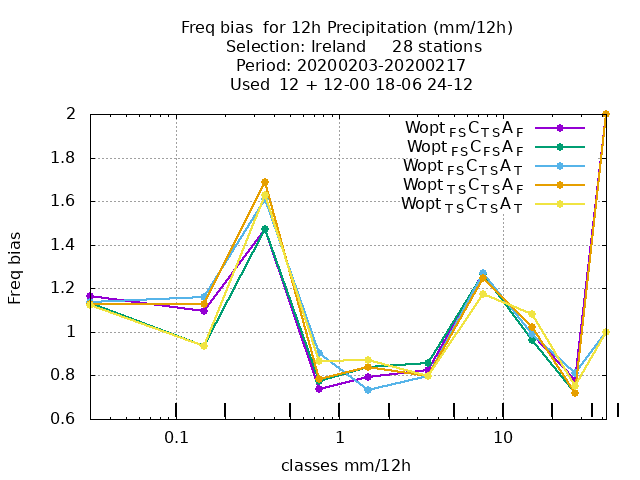 Freq bias  for 12h Precipitation (mm/12h)
Selection: Ireland     28 stations
Period: 20200203-20200217
Used  12 + 12-00 18-06 24-12
Wopt FS C TS A F
Wopt FS C FS A F
Wopt FS C TS A T
Wopt TS C TS A F
Wopt TS C TS A T
Freq bias
2
1.8
1.6
1.4
1.2
1
0.8
0.6
0.1 1 10
classes mm/12h